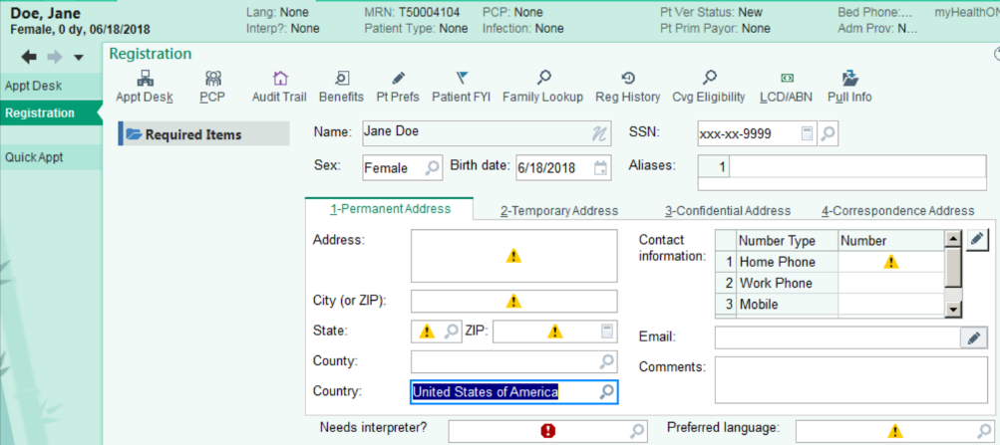 Doe, Jane
Female, 0 dy, 06/18/2018
Lang: None
Interp?: None
MRN: T50004104
Patient Type: None
PCP: None
Infection: None
Pt Ver Status: New
Pt Prim Payor: None
Bed Phone:...
Adm Prov: N...
myHealthON
Appt Desk
Registration
QuickAppt
Registration
Appt Desk
PCP
Audit Trail
Benefits
Pt Prefs
Patient FYI
Family Lookup
Reg History
Cvg Eligibility
LCD/ABN
Pull Info
Required Items
Name: Jane Doe
SSN: xxx-xx-9999
Sex: Female
Birth date: 6/18/2018
Aliases: 1
1-Permanent Address
2-Temporary Address
3-Confidential Address
4-Correspondence Address
Address:
City (or ZIP):
State:
ZIP:
County:
Country: United States of America
Contact information:
Number Type Number
1 Home Phone
2 Work Phone
3 Mobile
Email:
Comments:
Needs interpreter?
Preferred language: